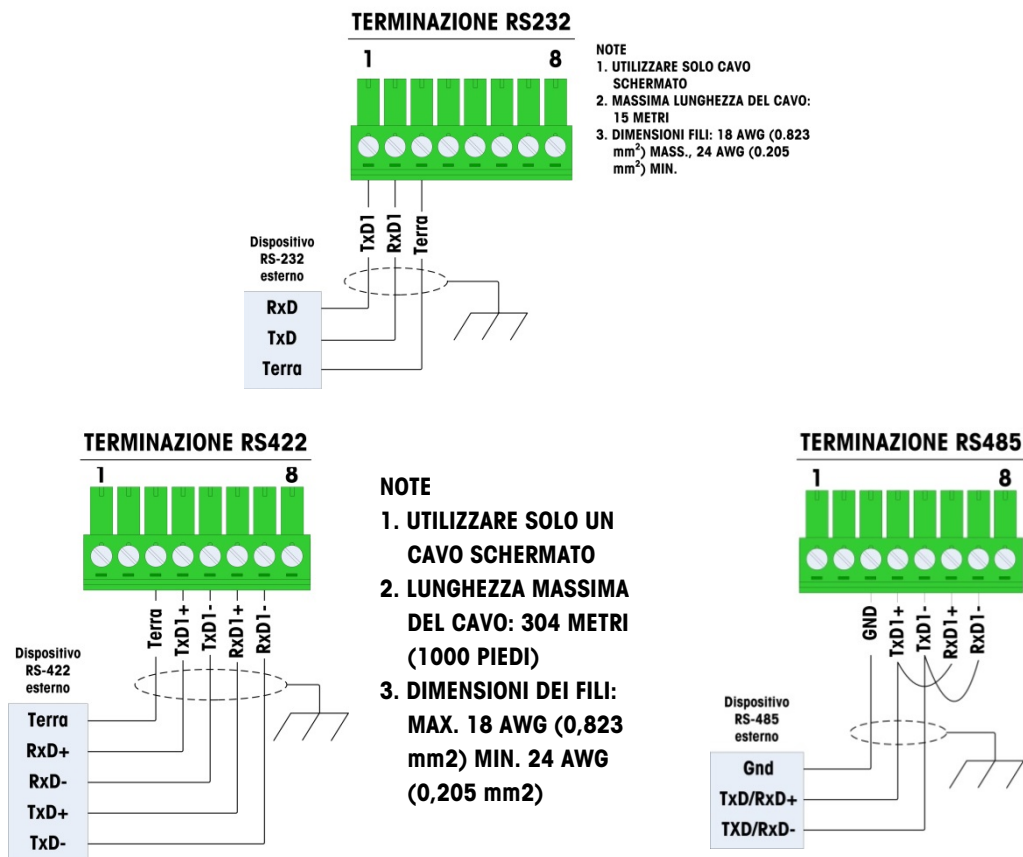 TERMINAZIONE RS232
1
8
NOTE
1. UTILIZZARE SOLO CAVO
SCHERMATO
2. MASSIMA LUNGHEZZA DEL CAVO:
15 METRI
3. DIMENSIONI FILI: 18 AWG (0.823
mm2) MASS., 24 AWG (0.205
mm2) MIN.
TxD1
RxD1
Terra
Dispositivo
RS-232
esterno
RxD
TxD
Terra
TERMINAZIONE RS422
1
8
Terra
TxD1+
TxD1-
RxD1+
RxD1-
Dispositivo
RS-422
esterno
Terra
RxD+
RxD-
TxD+
TxD-
NOTE
1. UTILIZZARE SOLO UN
CAVO SCHERMATO
2. LUNGHEZZA MASSIMA
DEL CAVO: 304 METRI
(1000 PIEDI)
3. DIMENSIONI DEI FILI:
MAX. 18 AWG (0,823
mm2) MIN. 24 AWG
(0,205 mm2)
TERMINAZIONE RS485
1
8
GND
TxD1+
TxD1-
RxD1+
RxD1-
Dispositivo
RS-485
esterno
Gnd
TxD/RxD+
TXD/RxD-